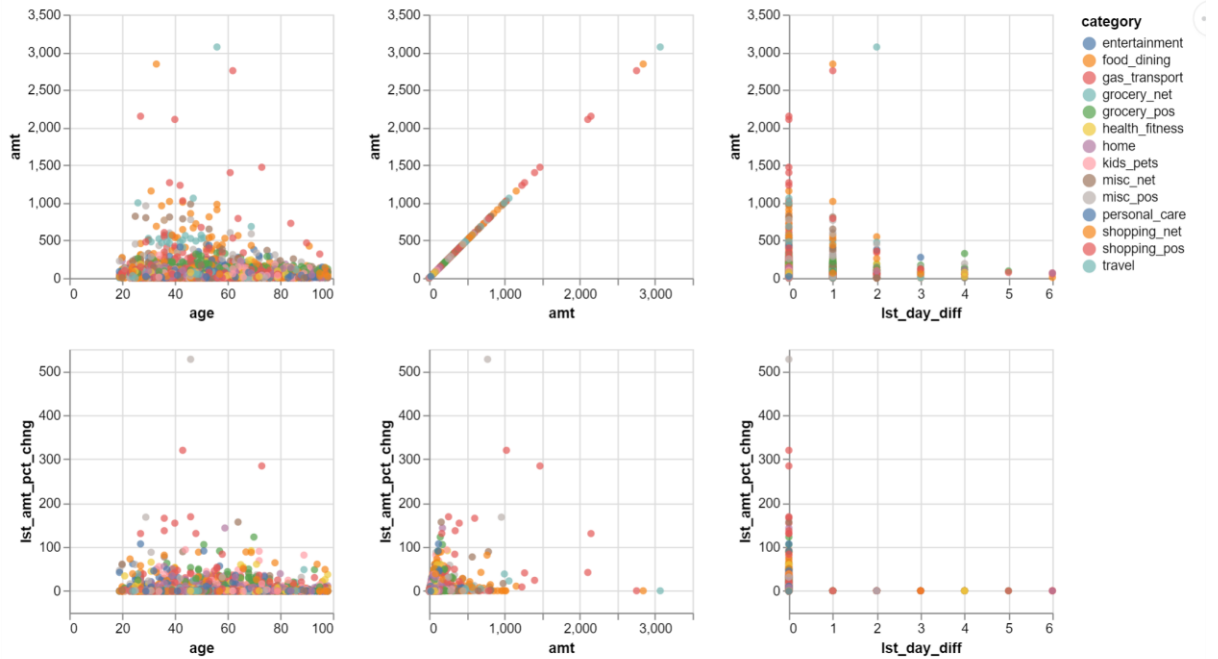 3,500
3,000
2,500
2,000
1,500
1,000
500
0
amt
0 20 40 60 80 100
age
3,500
3,000
2,500
2,000
1,500
1,000
500
0
amt
0 1,000 2,000 3,000
amt
3,500
3,000
2,500
2,000
1,500
1,000
500
0
amt
0 1 2 3 4 5 6
lst_day_diff
category
entertainment
food_dining
gas_transport
grocery_net
grocery_pos
health_fitness
home
kids_pets
misc_net
misc_pos
personal_care
shopping_net
shopping_pos
travel
500
400
300
200
100
0
lst_amt_pct_chng
0 20 40 60 80 100
age
500
400
300
200
100
0
lst_amt_pct_chng
0 1,000 2,000 3,000
amt
500
400
300
200
100
0
lst_amt_pct_chng
0 1 2 3 4 5 6
lst_day_diff